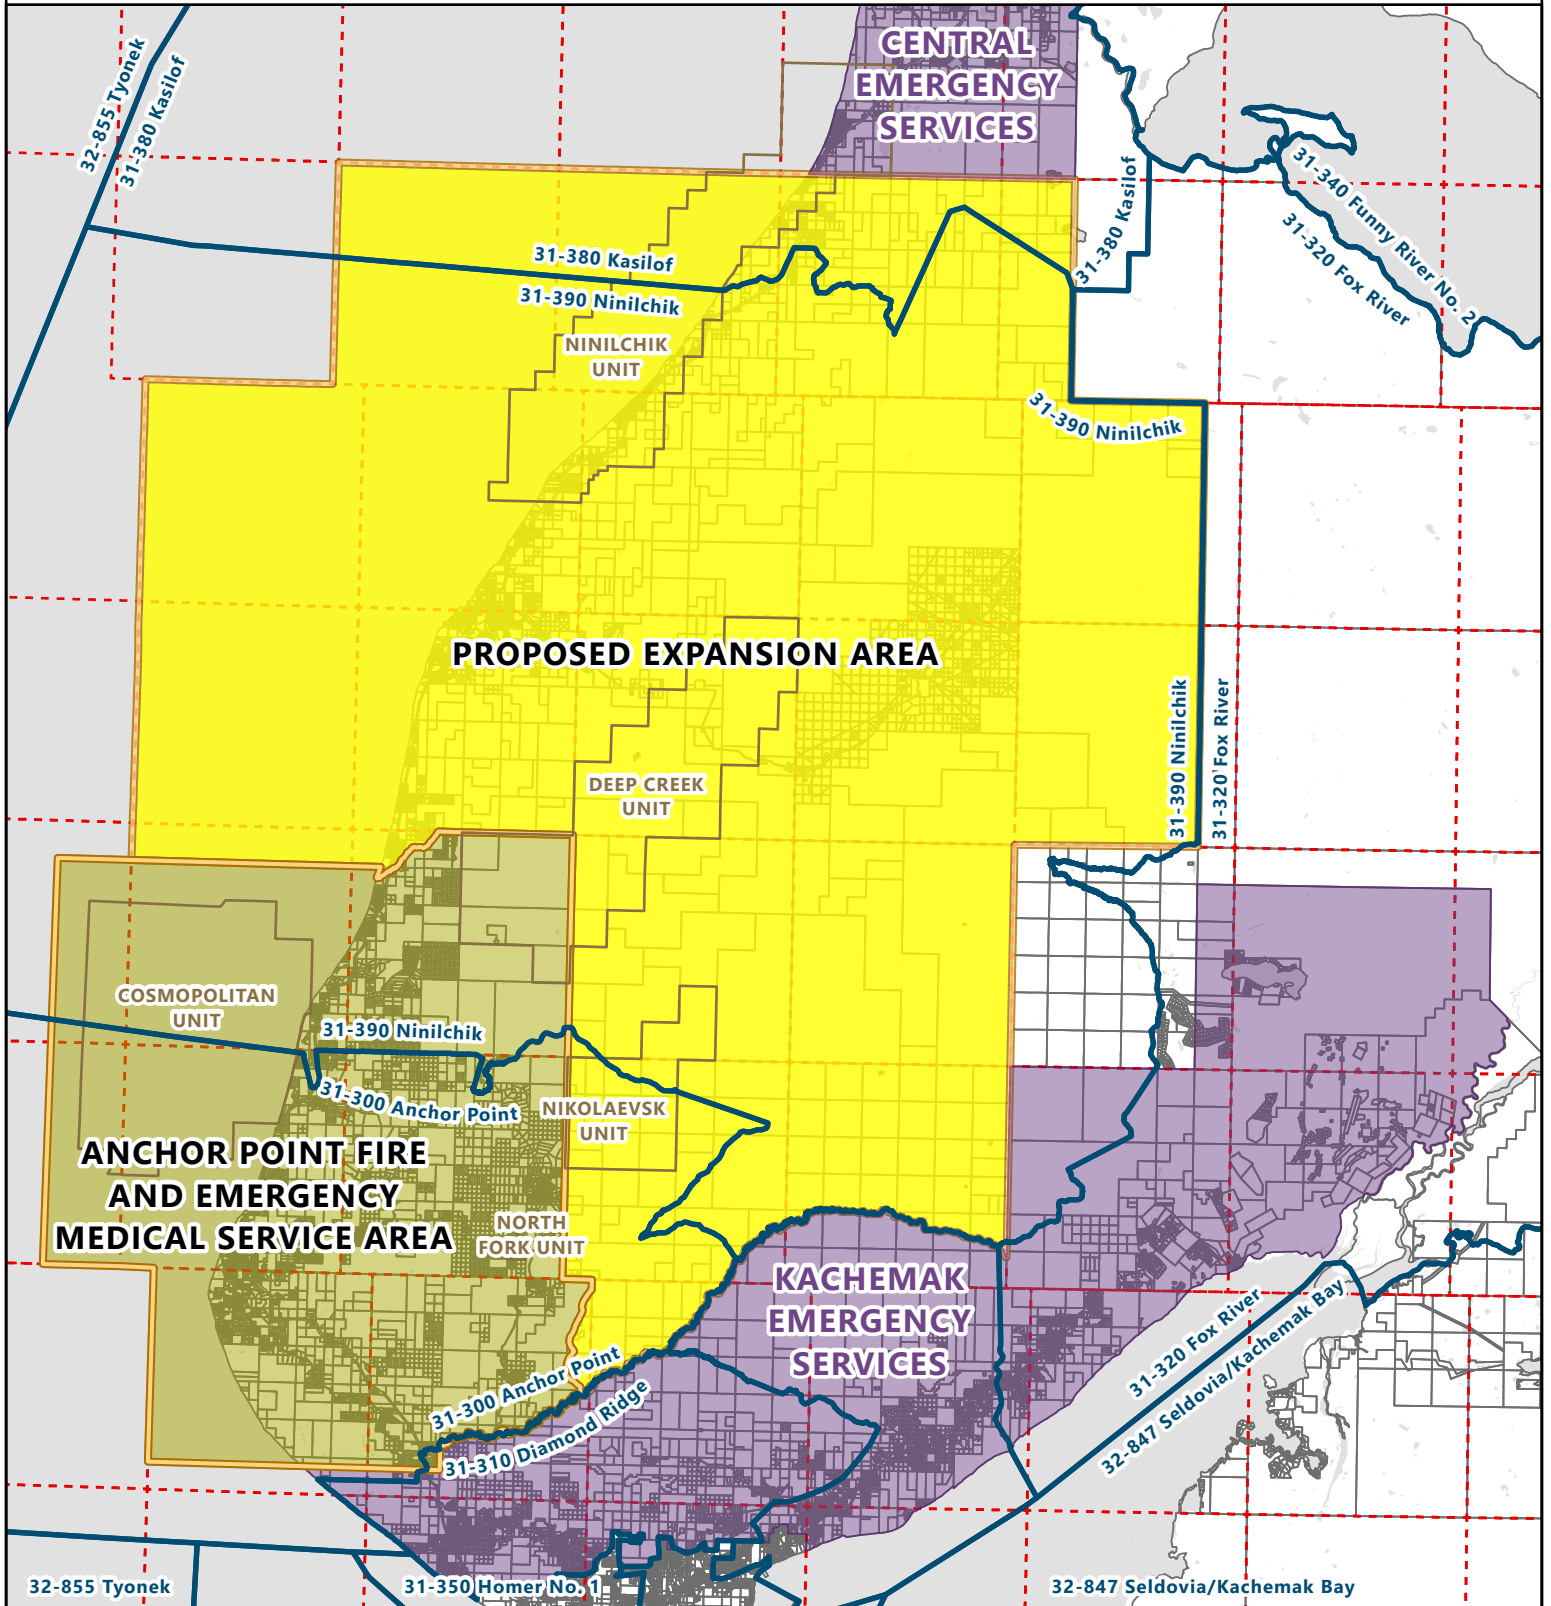 CENTRAL
EMERGENCY
SERVICES
32-855 Tyonek
31-380 Kasilof
31-380 Kasilof
31-340 Funny River No. 2
31-320 Fox River
31-380 Kasilof
31-390 Ninilchik
NINILCHIK
UNIT
31-390 Ninilchik
PROPOSED EXPANSION AREA
31-390 Ninilchik
31-320 Fox River
DEEP CREEK
UNIT
COSMOPOLITAN
UNIT
31-390 Ninilchik
31-300 Anchor Point
NIKOLAEVSK
UNIT
ANCHOR POINT FIRE
AND EMERGENCY
MEDICAL SERVICE AREA
NORTH
FORK UNIT
KACHEMAK
EMERGENCY
SERVICES
31-320 Fox River
32-847 Seldovia/Kachemak Bay
31-300 Anchor Point
31-310 Diamond Ridge
32-855 Tyonek
31-350 Homer No. 1
32-847 Seldovia/Kachemak Bay